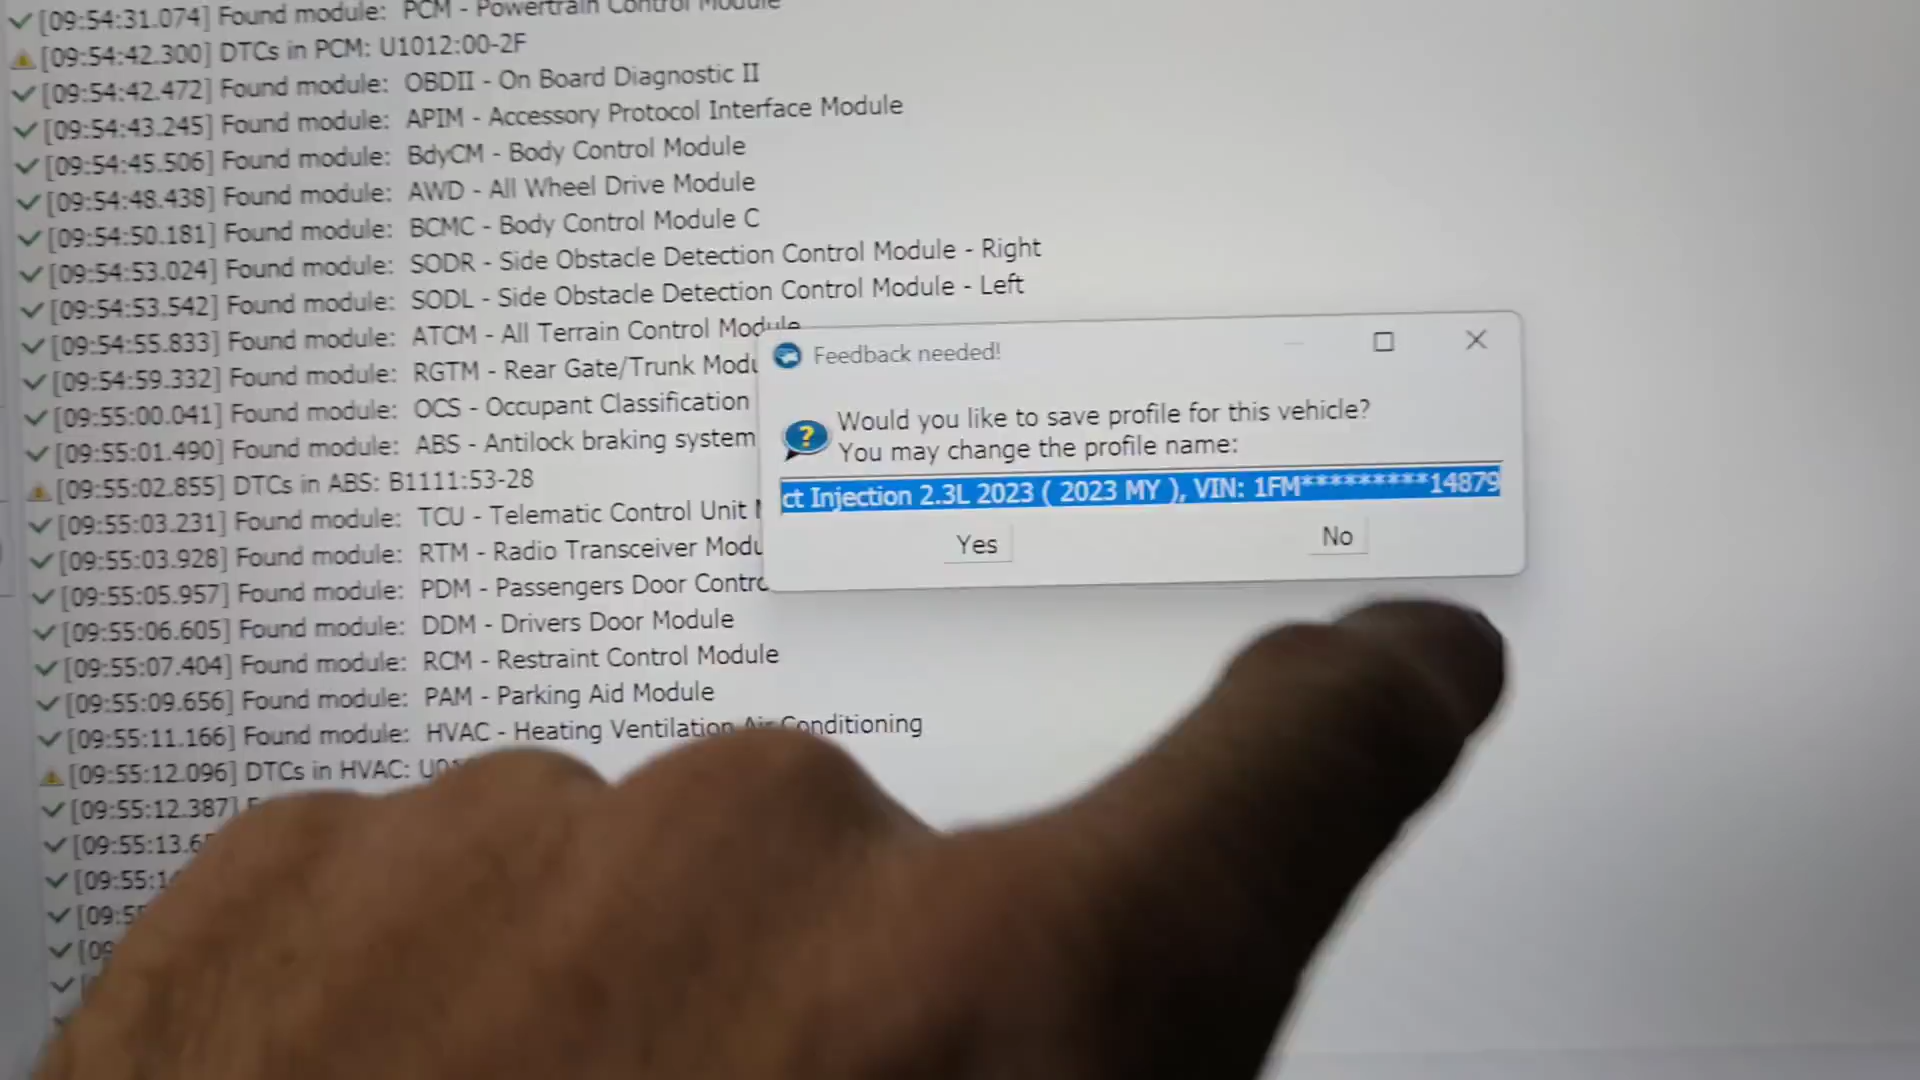 [09:54:31.074] Found module: PCM - Powertrain Control Module
[09:54:42.300] DTCs in PCM: U1012:00-2F
[09:54:42.472] Found module: OBDII - On Board Diagnostic II
[09:54:43.245] Found module: APIM - Accessory Protocol Interface Module
[09:54:45.506] Found module: BdyCM - Body Control Module
[09:54:48.438] Found module: AWD - All Wheel Drive Module
[09:54:50.181] Found module: BCMC - Body Control Module C
[09:54:53.024] Found module: SODR - Side Obstacle Detection Control Module - Right
[09:54:53.542] Found module: SODL - Side Obstacle Detection Control Module - Left
[09:54:55.833] Found module: ATCM - All Terrain Control Module
[09:54:59.332] Found module: RGTM - Rear Gate/Trunk Modu
[09:55:00.041] Found module: OCS - Occupant Classification
[09:55:01.490] Found module: ABS - Antilock braking system
[09:55:02.855] DTCs in ABS: B1111:53-28
[09:55:03.231] Found module: TCU - Telematic Control Unit
[09:55:03.928] Found module: RTM - Radio Transceiver Modu
[09:55:05.957] Found module: PDM - Passengers Door Contro
[09:55:06.605] Found module: DDM - Drivers Door Module
[09:55:07.404] Found module: RCM - Restraint Control Module
[09:55:09.656] Found module: PAM - Parking Aid Module
[09:55:11.166] Found module: HVAC - Heating Ventilation Air Conditioning
[09:55:12.096] DTCs in HVAC:
[09:55:12.387]
[09:55:13.6
[09:55:1
[09:55
[09
Feedback needed!
Would you like to save profile for this vehicle?
You may change the profile name:
ct Injection 2.3L 2023 ( 2023 MY ), VIN: 1FM*********14879
Yes
No